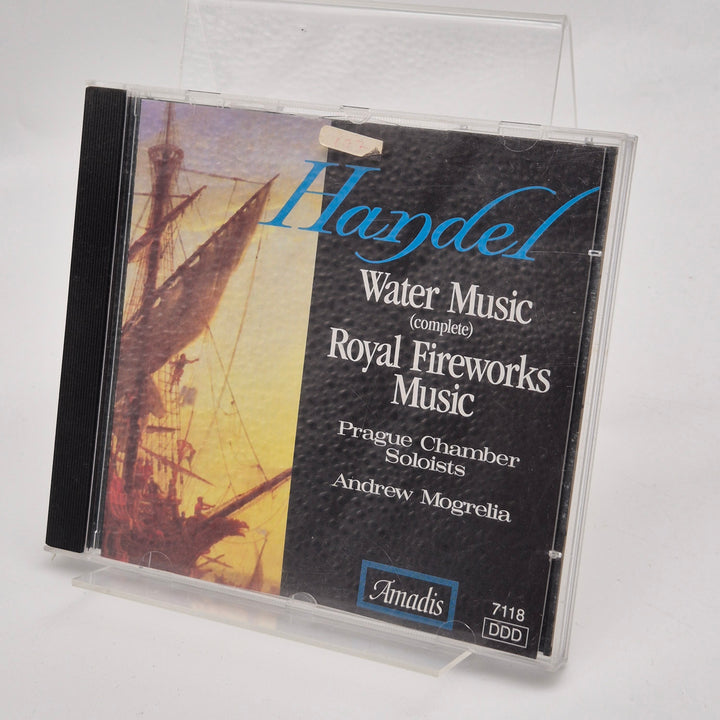 Handel
Water Music
(complete)
Royal Fireworks
Music
Prague Chamber
Soloists
Andrew Mogrelia
Amadis
7118
DDD